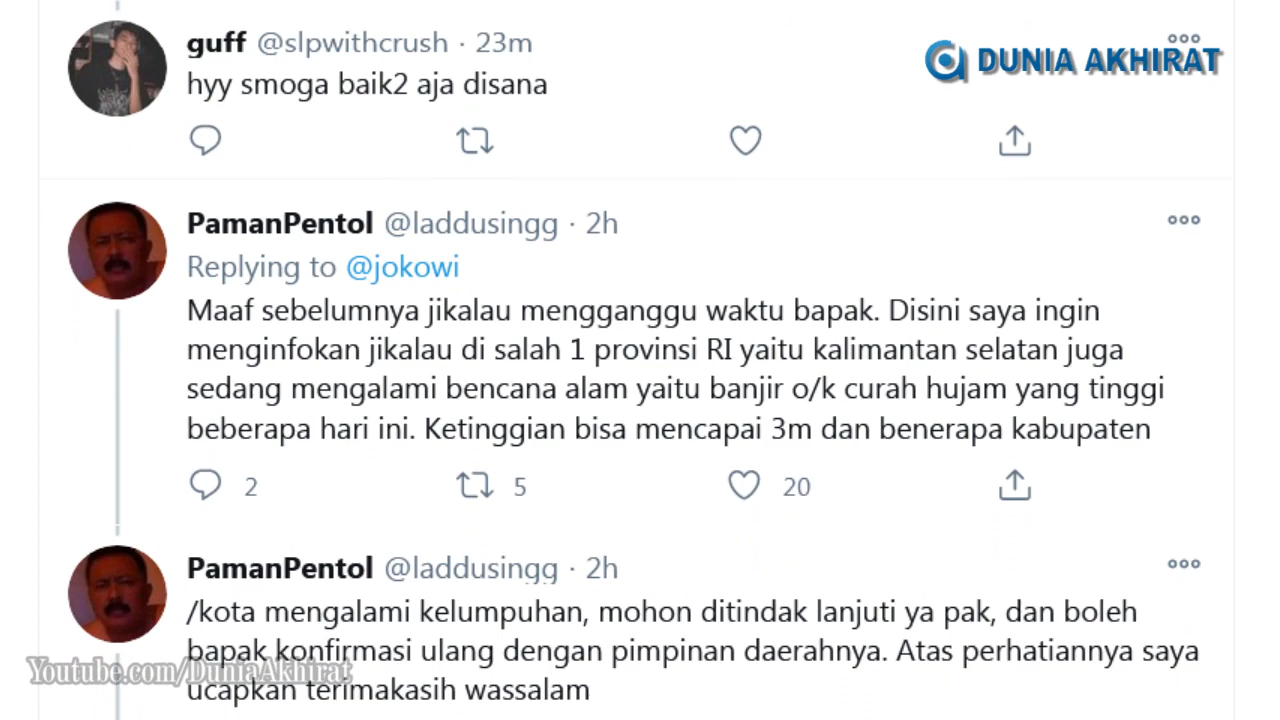 guff @slpwithcrush · 23m
DUNIA AKHIRAT
hyy smoga baik2 aja disana
PamanPentol @laddusingg · 2h
Replying to @jokowi
Maaf sebelumnya jikalau mengganggu waktu bapak. Disini saya ingin
menginfokan jikalau di salah 1 provinsi RI yaitu kalimantan selatan juga
sedang mengalami bencana alam yaitu banjir o/k curah hujam yang tinggi
beberapa hari ini. Ketinggian bisa mencapai 3m dan benerapa kabupaten
2 5 20
PamanPentol @laddusingg · 2h
/kota mengalami kelumpuhan, mohon ditindak lanjuti ya pak, dan boleh
bapak konfirmasi ulang dengan pimpinan daerahnya. Atas perhatiannya saya
Youtube.com/DuniaAkhirat
ucapkan terimakasih wassalam